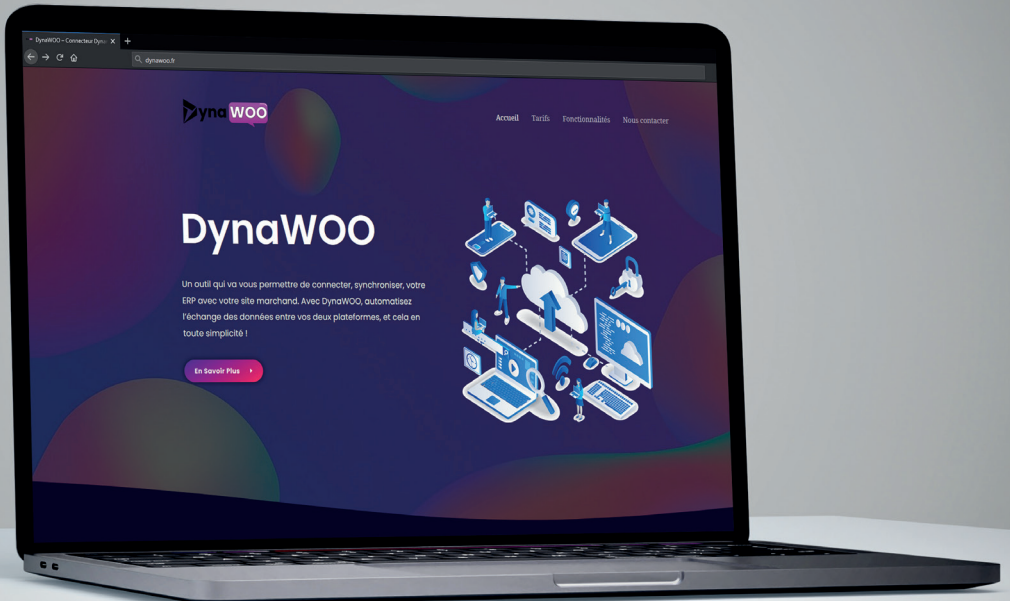 DynaWOO – Connecteur Dyna
dynawoo.fr
Dyna WOO
Accueil Tarifs Fonctionnalités Nous contacter
DynaWOO
Un outil qui va vous permettre de connecter, synchroniser, votre
ERP avec votre site marchand. Avec DynaWOO, automatisez
l'échange des données entre vos deux plateformes, et cela en
toute simplicité !
En Savoir Plus